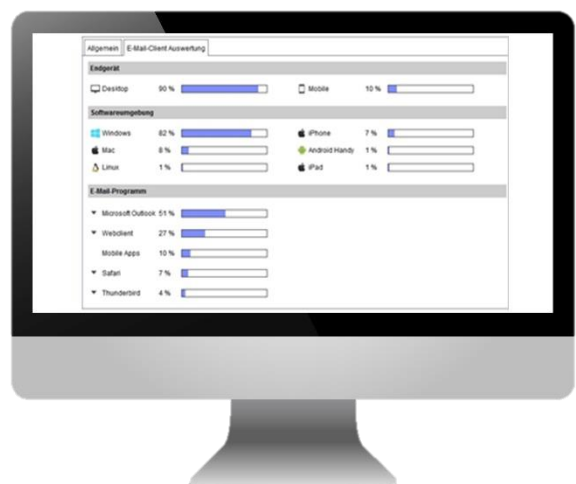 Allgemein E-Mail-Client Auswertung
Endgerät
Desktop 90 % Mobile 10 %
Softwareumgebung
Windows 82 % iPhone 7 %
Mac 8 % Android Handy 1 %
Linux 1 % iPad 1 %
E-Mail-Programm
Microsoft Outlook 51 %
Webclient 27 %
Mobile Apps 10 %
Safari 7 %
Thunderbird 4 %